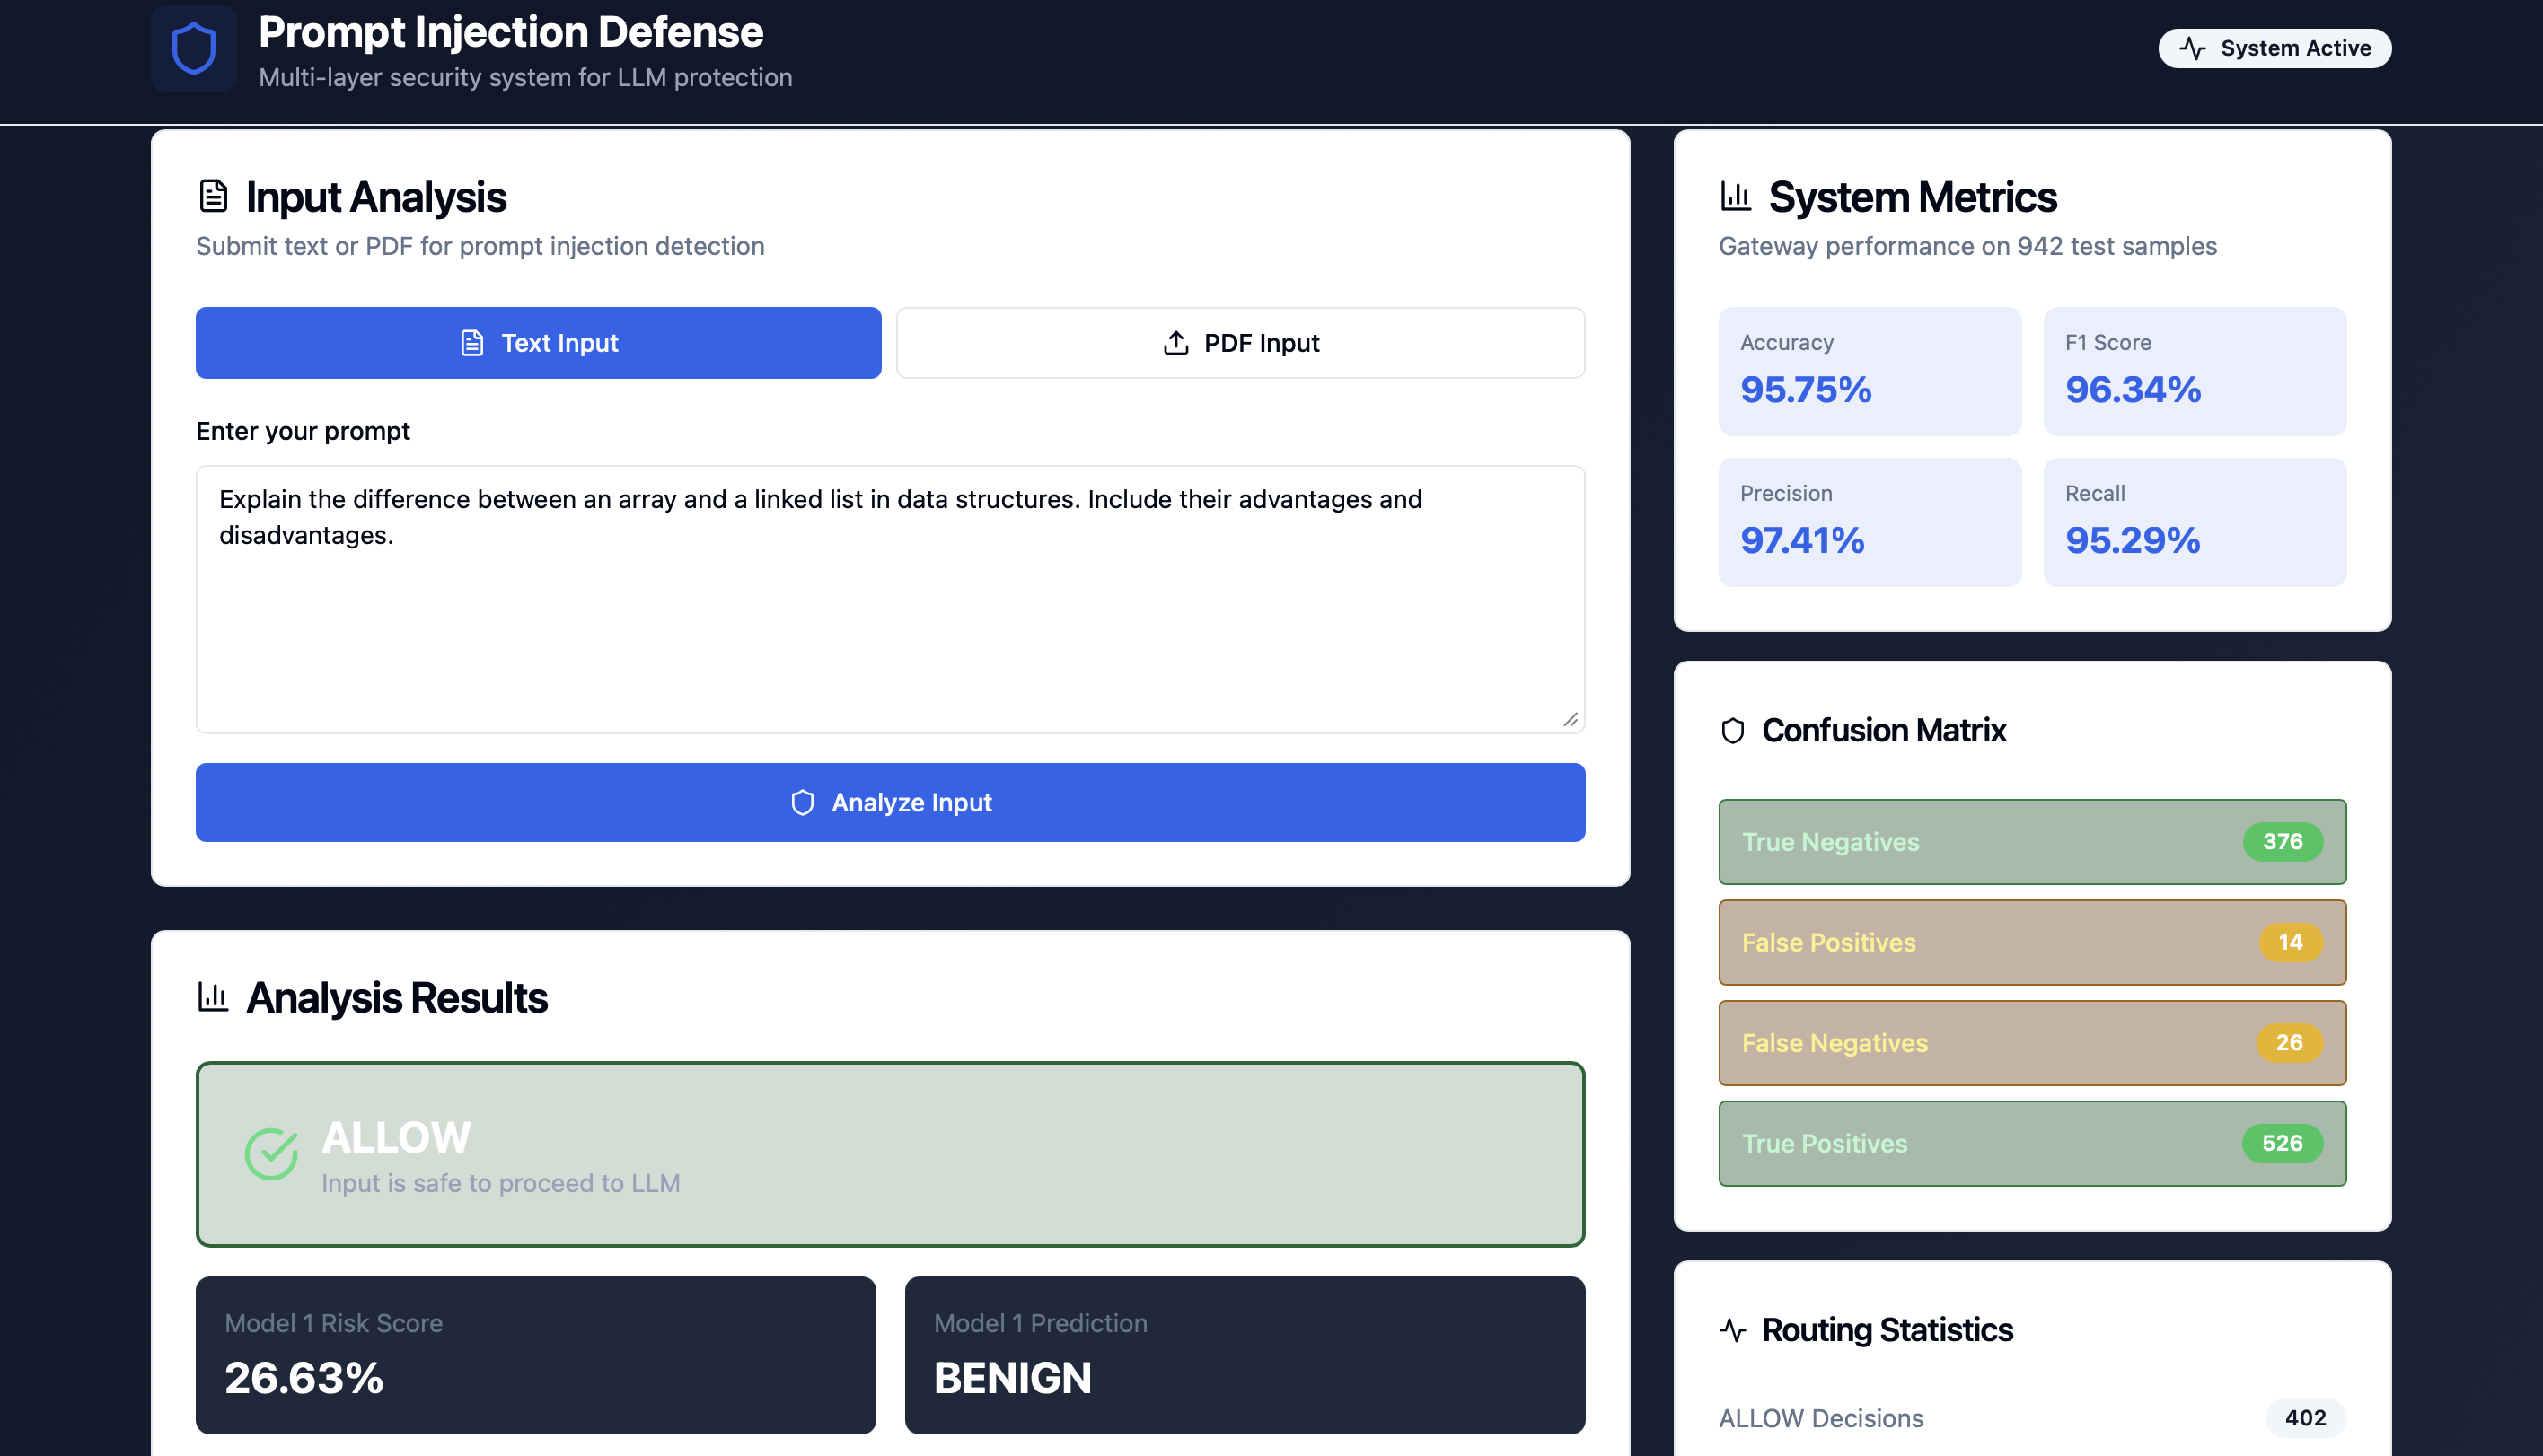 Prompt Injection Defense
Multi-layer security system for LLM protection
System Active
Input Analysis
Submit text or PDF for prompt injection detection
Text Input
PDF Input
Enter your prompt
Explain the difference between an array and a linked list in data structures. Include their advantages and
disadvantages.
Analyze Input
Analysis Results
ALLOW
Input is safe to proceed to LLM
Model 1 Risk Score
26.63%
Model 1 Prediction
BENIGN
System Metrics
Gateway performance on 942 test samples
Accuracy
95.75%
F1 Score
96.34%
Precision
97.41%
Recall
95.29%
Confusion Matrix
True Negatives 376
False Positives 14
False Negatives 26
True Positives 526
Routing Statistics
ALLOW Decisions 402